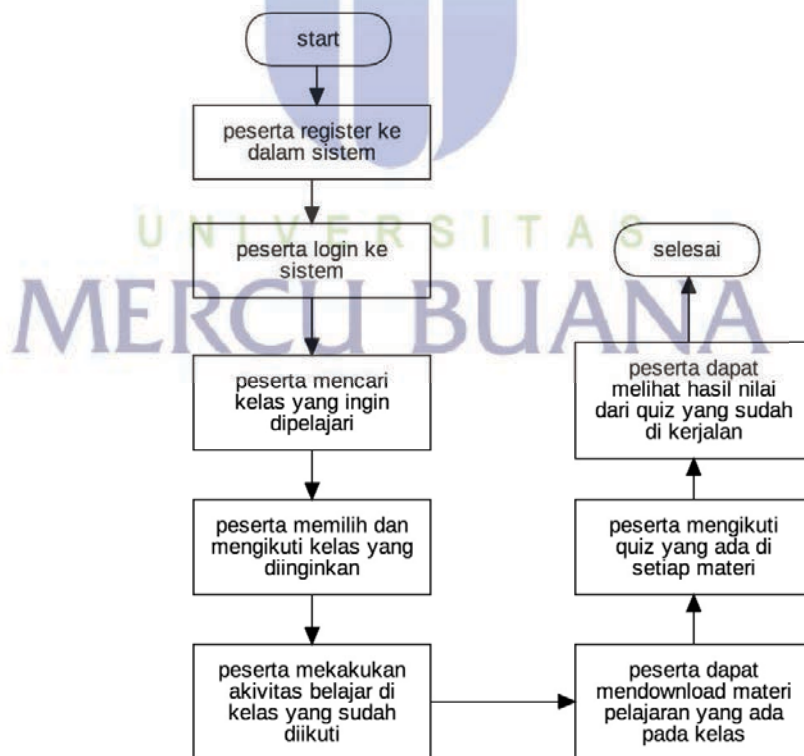 start
peserta register ke
dalam sistem
UNIVERSITAS
peserta login ke
sistem
MERCU BUANA
peserta mencari
kelas yang ingin
dipelajari
peserta memilih dan
mengikuti kelas yang
diinginkan
peserta mekakukan
akivitas belajar di
kelas yang sudah
diikuti
peserta dapat
mendownload materi
pelajaran yang ada
pada kelas
peserta mengikuti
quiz yang ada di
setiap materi
peserta dapat
melihat hasil nilai
dari quiz yang sudah
di kerjalan
selesai